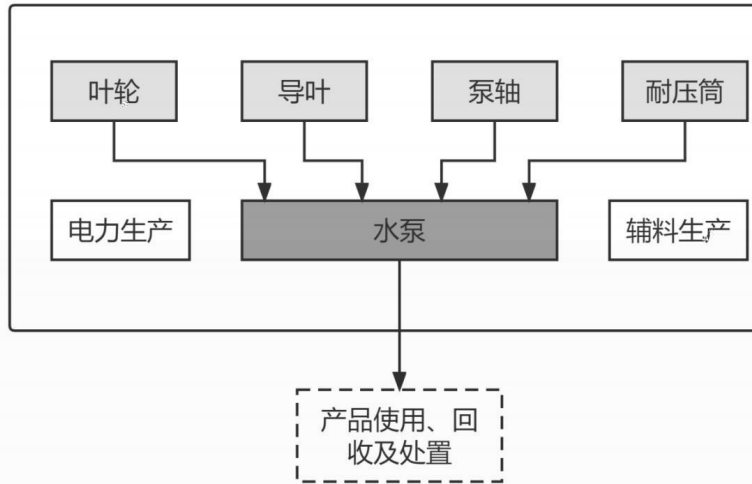 叶轮
导叶
泵轴
耐压筒
电力生产
水泵
辅料生产
产品使用、回
收及处置